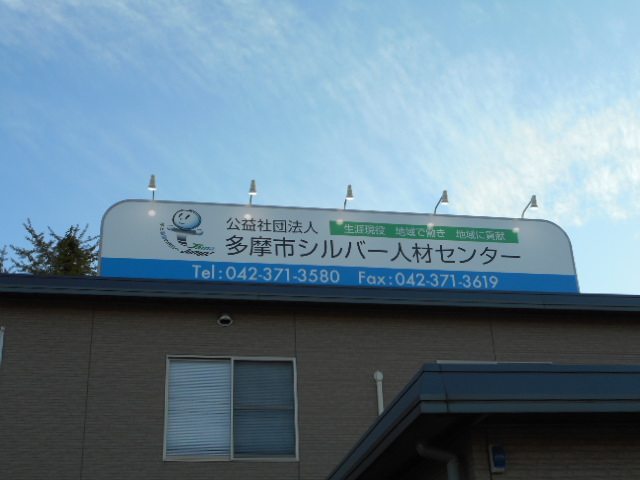 公益社団法人
生涯現役 地域で働き 地域に貢献
多摩市シルバー人材センター
Tel:042-371-3580 Fax:042-371-3619